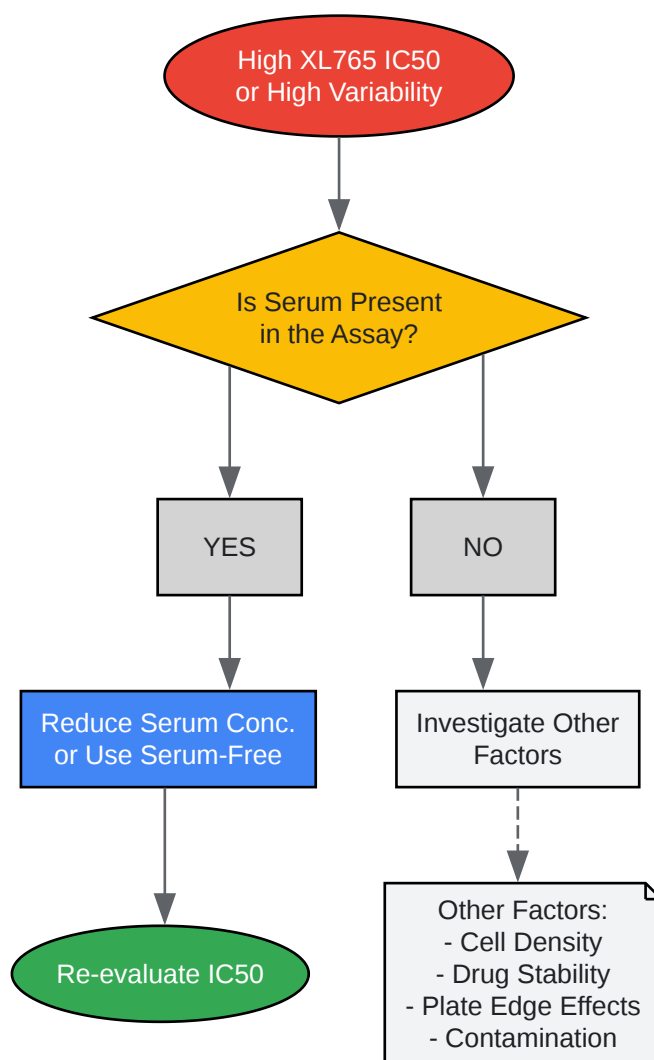 High XL765 IC50
or High Variability
Is Serum Present
in the Assay?
YES
NO
Reduce Serum Conc.
or Use Serum-Free
Investigate Other
Factors
Re-evaluate IC50
Other Factors:
- Cell Density
- Drug Stability
- Plate Edge Effects
- Contamination